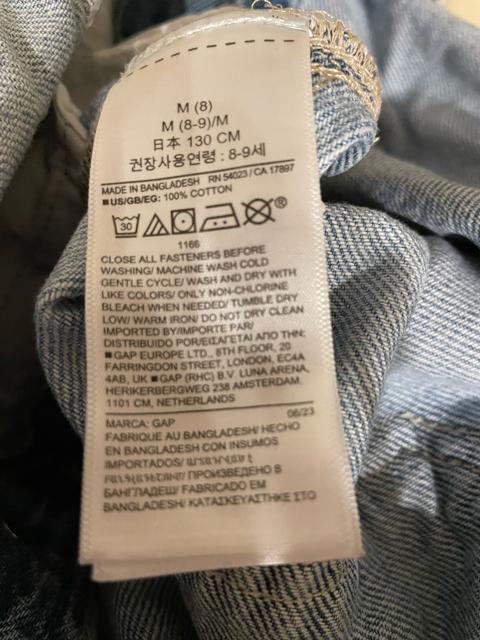 M (8)
M (8-9)/M
日本 130 CM
권장사용연령 : 8-9세
MADE IN BANGLADESH RN 54023 / CA 17897
■US/GB/EG: 100% COTTON
30
®
1166
CLOSE ALL FASTENERS BEFORE
WASHING/ MACHINE WASH COLD
GENTLE CYCLE/ WASH AND DRY WITH
LIKE COLORS/ ONLY NON-CHLORINE
BLEACH WHEN NEEDED/ TUMBLE DRY
LOW/ WARM IRON/ DO NOT DRY CLEAN
IMPORTED BY/IMPORTE PAR/
DISTRIBUIDO POR/ΕΙΣΑΓΕΤΑΙ ΑΠΟ ΤΗΝ:
■ GAP EUROPE LTD., 8TH FLOOR, 20
FARRINGDON STREET, LONDON, EC4A
4AB, UK ■ GAP (RHC) B.V. LUNA ARENA,
HERIKERBERGWEG 238 AMSTERDAM,
1101 CM, NETHERLANDS
MARCA: GAP 06/23
FABRIQUE AU BANGLADESH/ HECHO
EN BANGLADESH CON INSUMOS
IMPORTADOS/
ПРОИЗВЕДЕНО В
БАНГЛАДЕШ/ FABRICADO EM
BANGLADESH/ ΚΑΤΑΣΚΕΥΑΣΤΗΚΕ ΣΤΟ